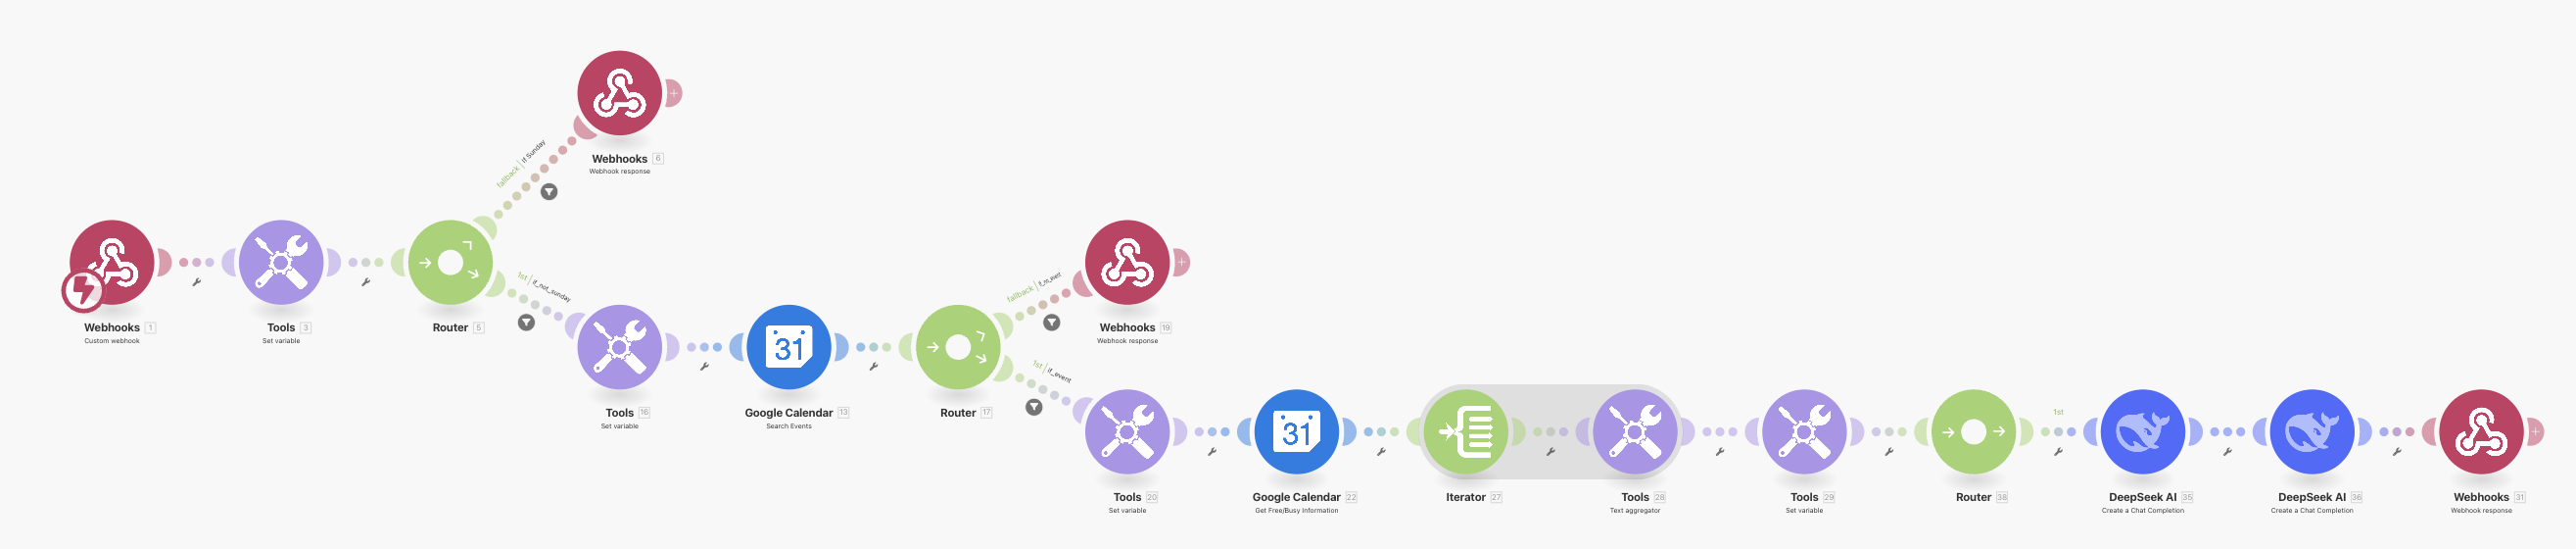 Webhooks 6
Webhook response
fallback | If Sunday
Webhooks 1
Custom webhook
Tools 3
Set variable
Router 5
1st | if_not_sunday
Tools 16
Set variable
31
Google Calendar 13
Search Events
Router 17
fallback
Webhooks 19
Webhook response
1st | if_event
Tools 20
Set variable
31
Google Calendar 22
Get Free/Busy Information
Iterator 27
Tools 28
Text aggregator
Tools 29
Set variable
Router 38
1st
DeepSeek AI 35
Create a Chat Completion
DeepSeek AI 36
Create a Chat Completion
Webhooks 31
Webhook response